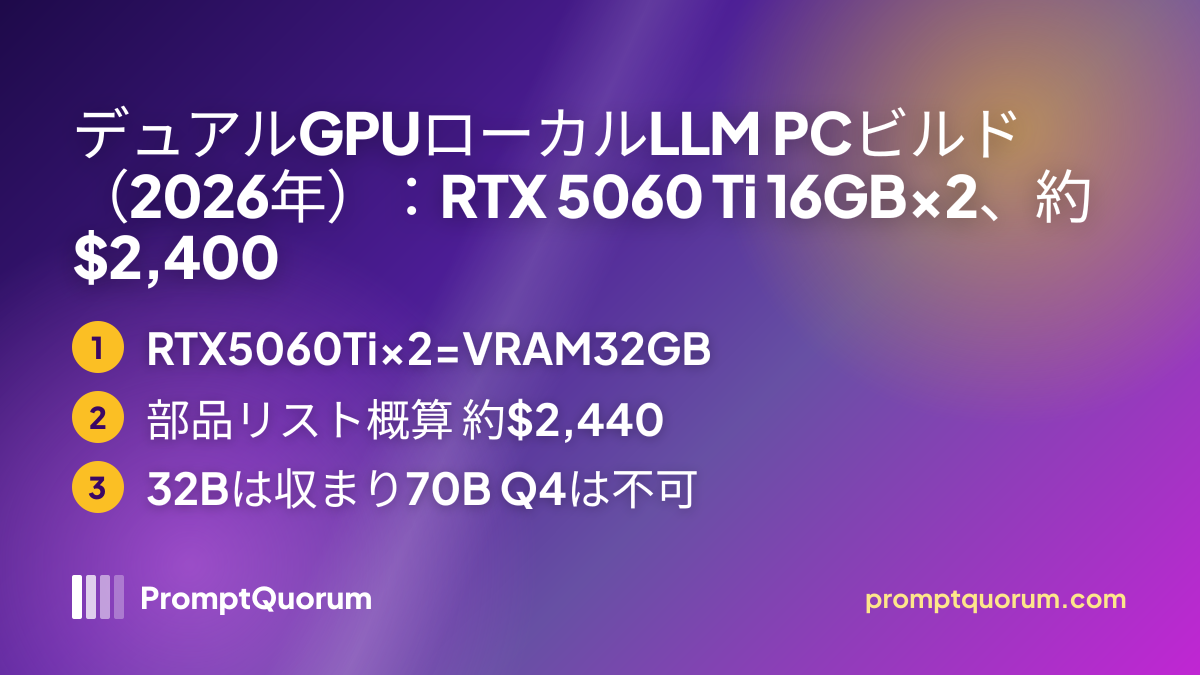 デュアルGPUローカルLLM PCビルド
（2026年）：RTX 5060 Ti 16GB×2、約
$2,400
1 RTX5060Ti×2=VRAM32GB
2 部品リスト概算 約$2,440
3 32Bは収まり70B Q4は不可
PromptQuorum
promptquorum.com